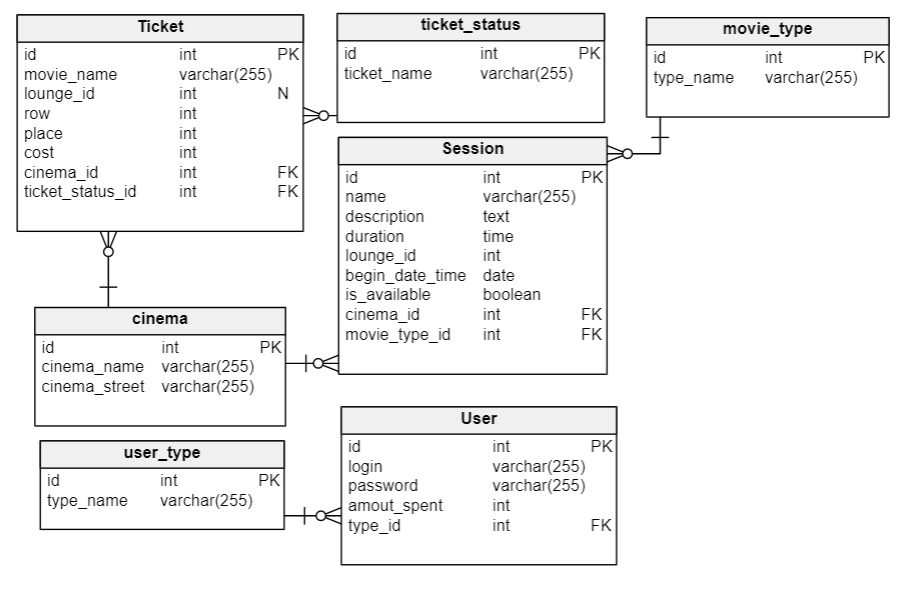 Ticket
id int PK
movie_name varchar(255)
lounge_id int N
row int
place int
cost int
cinema_id int FK
ticket_status_id int FK
ticket_status
id int PK
ticket_name varchar(255)
movie_type
id int PK
type_name varchar(255)
Session
id int PK
name varchar(255)
description text
duration time
lounge_id int
begin_date_time date
is_available boolean
cinema_id int FK
movie_type_id int FK
cinema
id int PK
cinema_name varchar(255)
cinema_street varchar(255)
user_type
id int PK
type_name varchar(255)
User
id int PK
login varchar(255)
password varchar(255)
amout_spent int
type_id int FK